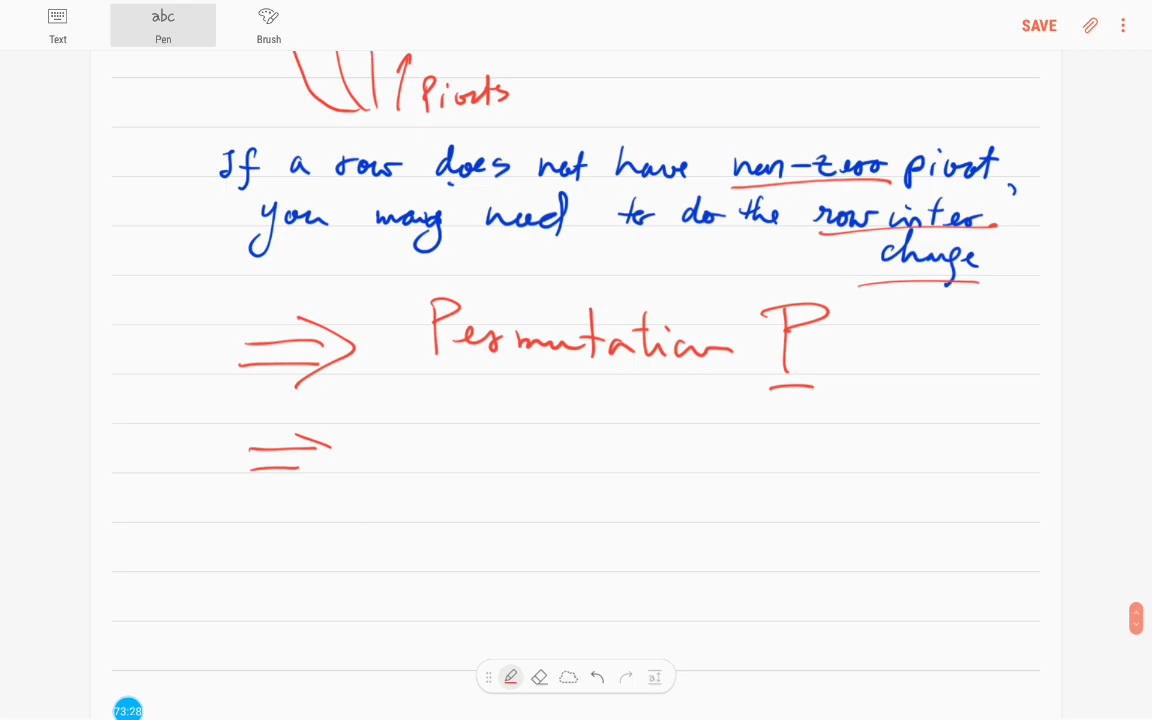 Text
abc
Pen
Brush
SAVE
Pivots
If a row does not have non-zero pivot,
you may need to do the row inter
change
⇒ Permutation P
⇒
73:28